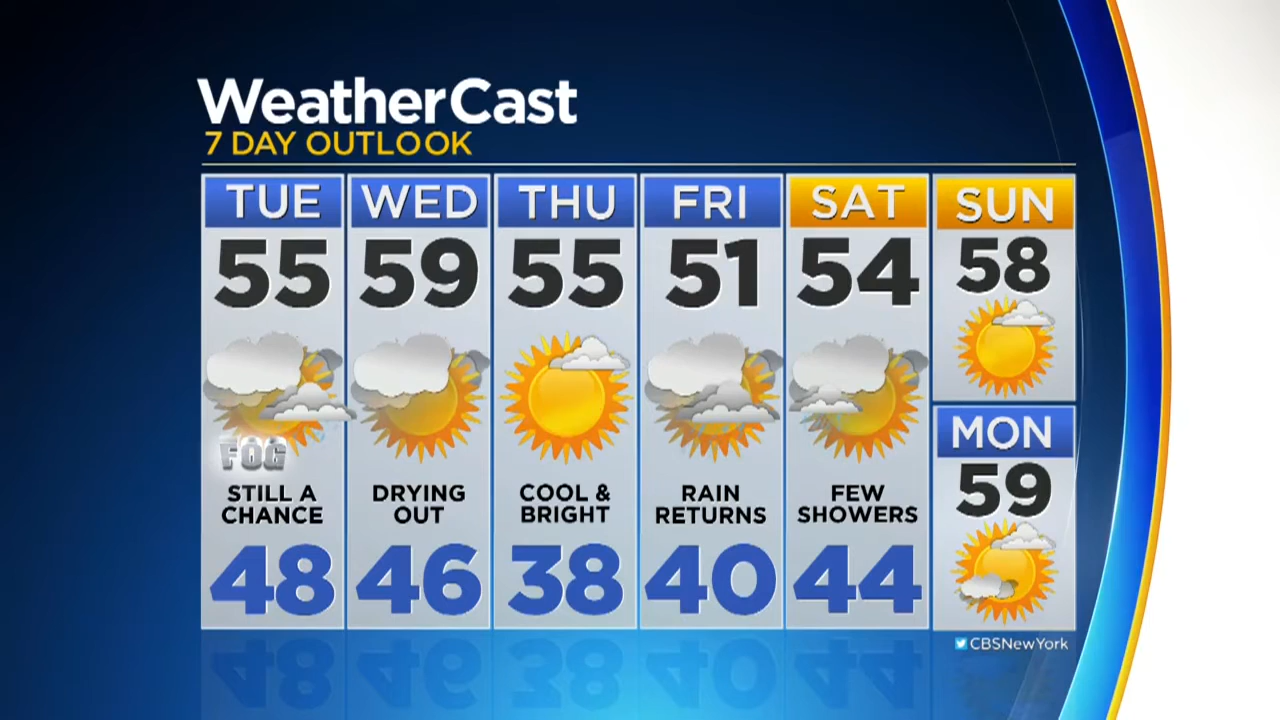 WeatherCast
7 DAY OUTLOOK
TUE
55
FOG
STILL A
CHANCE
48
WED
59
DRYING
OUT
46
THU
55
COOL &
BRIGHT
38
FRI
51
RAIN
RETURNS
40
SAT
54
FEW
SHOWERS
44
SUN
58
MON
59
CBSNewYork